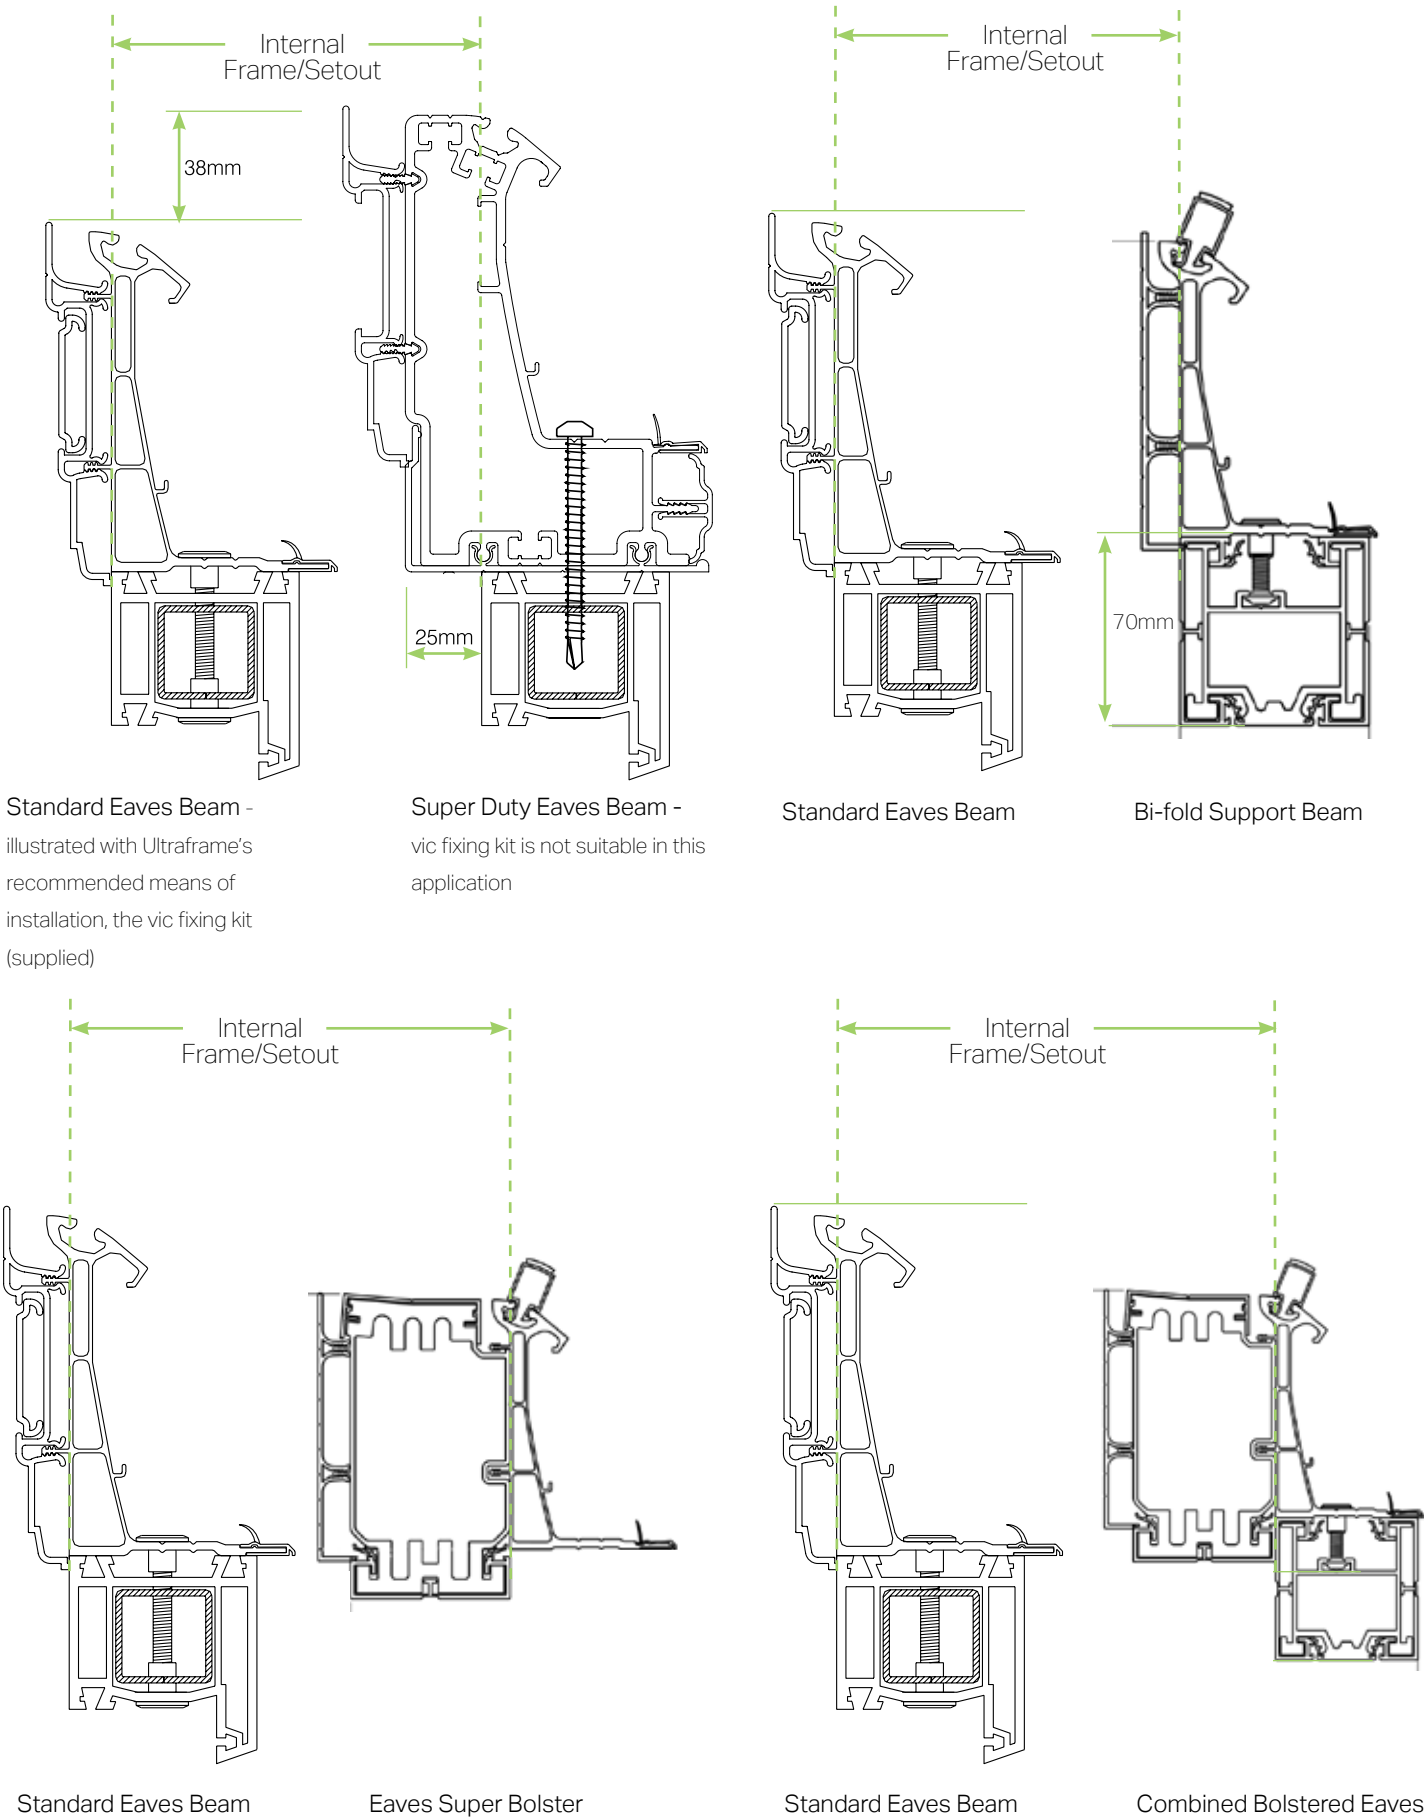 Internal
Frame/Setout
Internal
Frame/Setout
38mm
25mm
70mm
Standard Eaves Beam -
illustrated with Ultraframe's
recommended means of
installation, the vic fixing kit
(supplied)
Super Duty Eaves Beam -
vic fixing kit is not suitable in this
application
Standard Eaves Beam
Bi-fold Support Beam
Internal
Frame/Setout
Internal
Frame/Setout
Standard Eaves Beam
Eaves Super Bolster
Standard Eaves Beam
Combined Bolstered Eaves